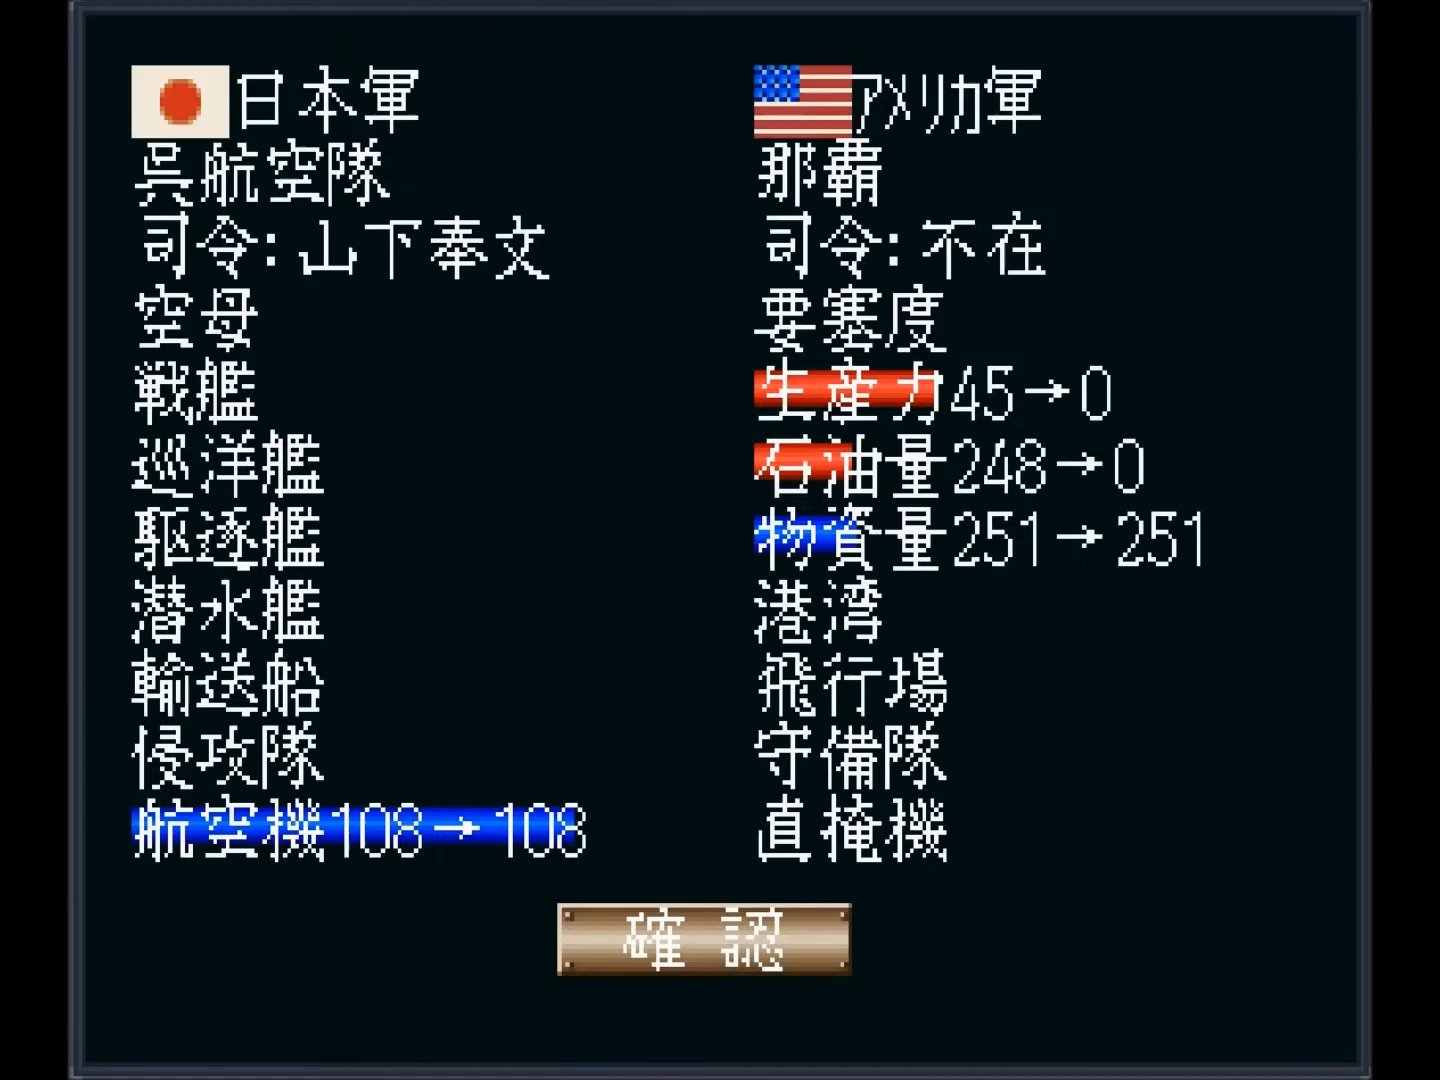 日本軍
呉航空隊
司令:山下奉文
空母
戦艦
巡洋艦
駆逐艦
潜水艦
輸送船
侵攻隊
航空機108→108
ｱﾒﾘｶ軍
那覇
司令:不在
要塞度
生産力45→0
石油量248→0
物資量251→251
港湾
飛行場
守備隊
直掩機
確認